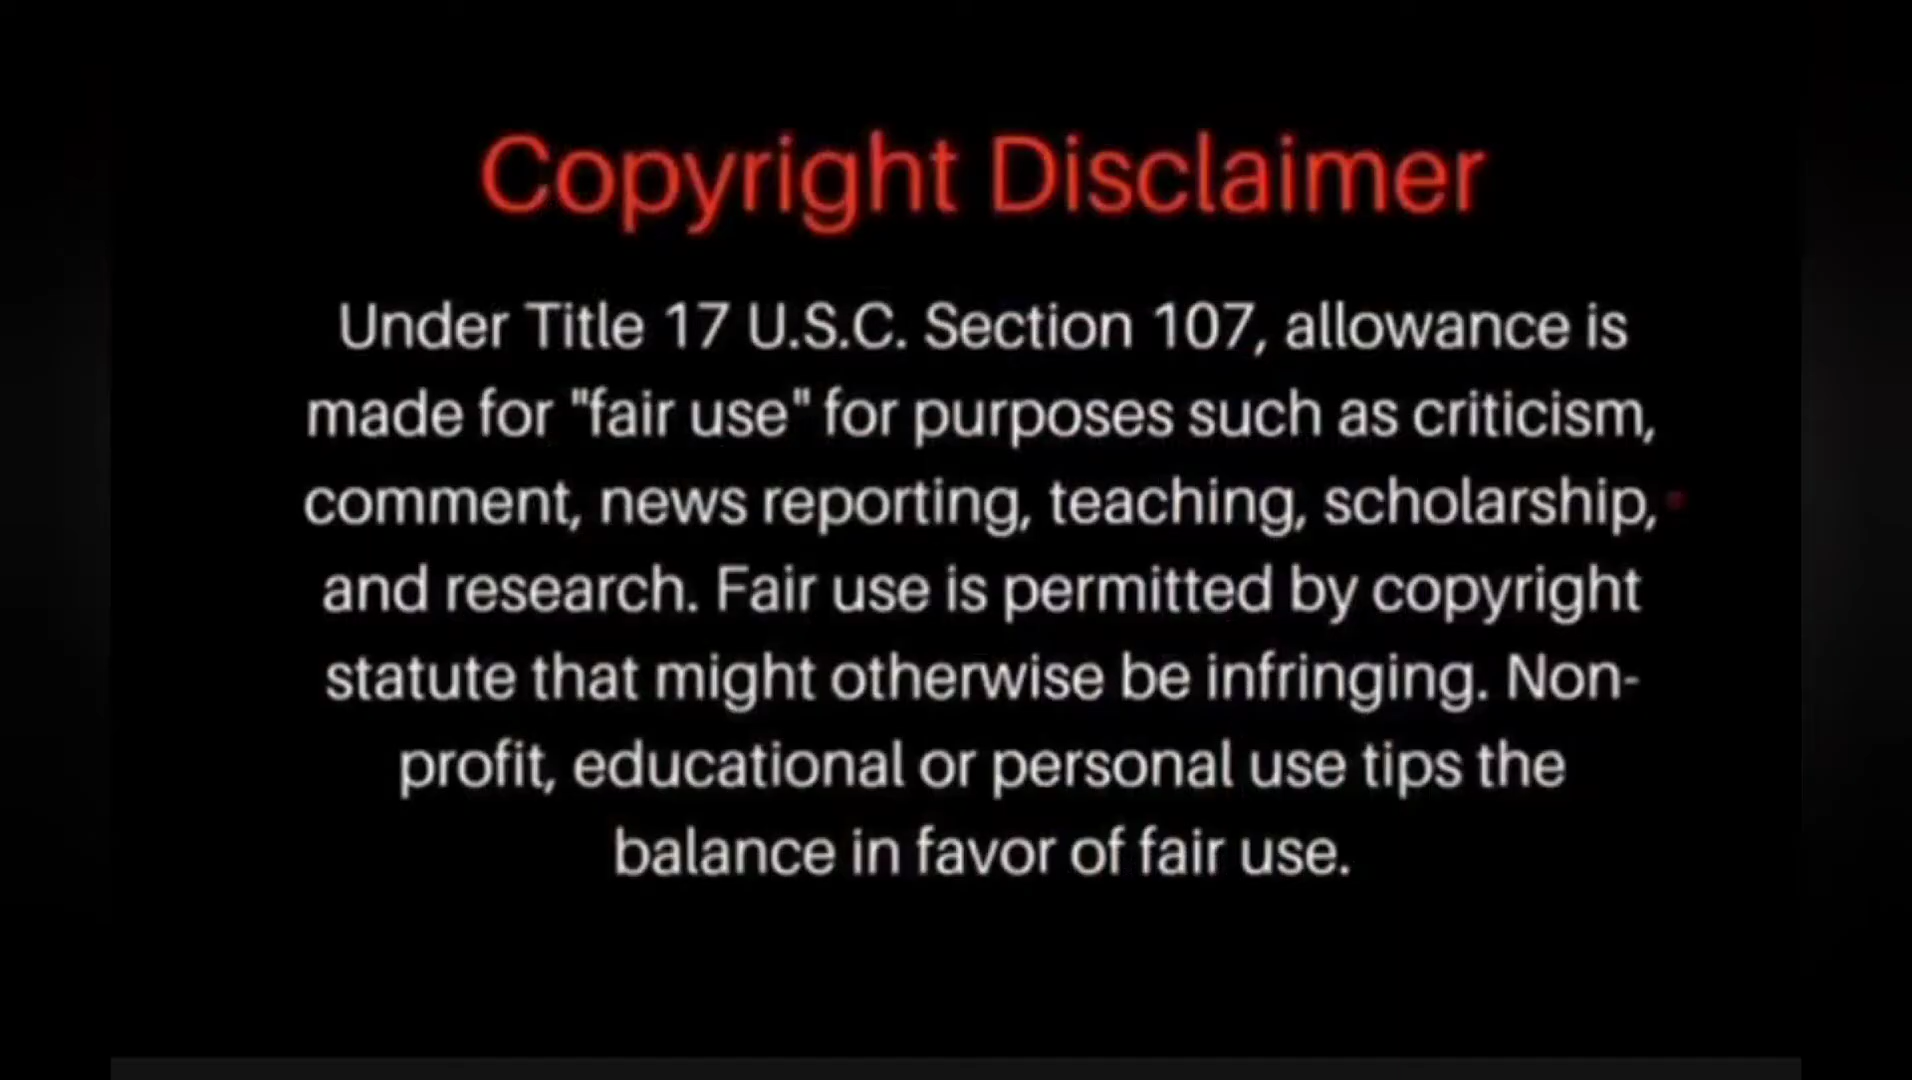 Copyright Disclaimer
Under Title 17 U.S.C. Section 107, allowance is
made for "fair use" for purposes such as criticism,
comment, news reporting, teaching, scholarship,
and research. Fair use is permitted by copyright
statute that might otherwise be infringing. Non-
profit, educational or personal use tips the
balance in favor of fair use.